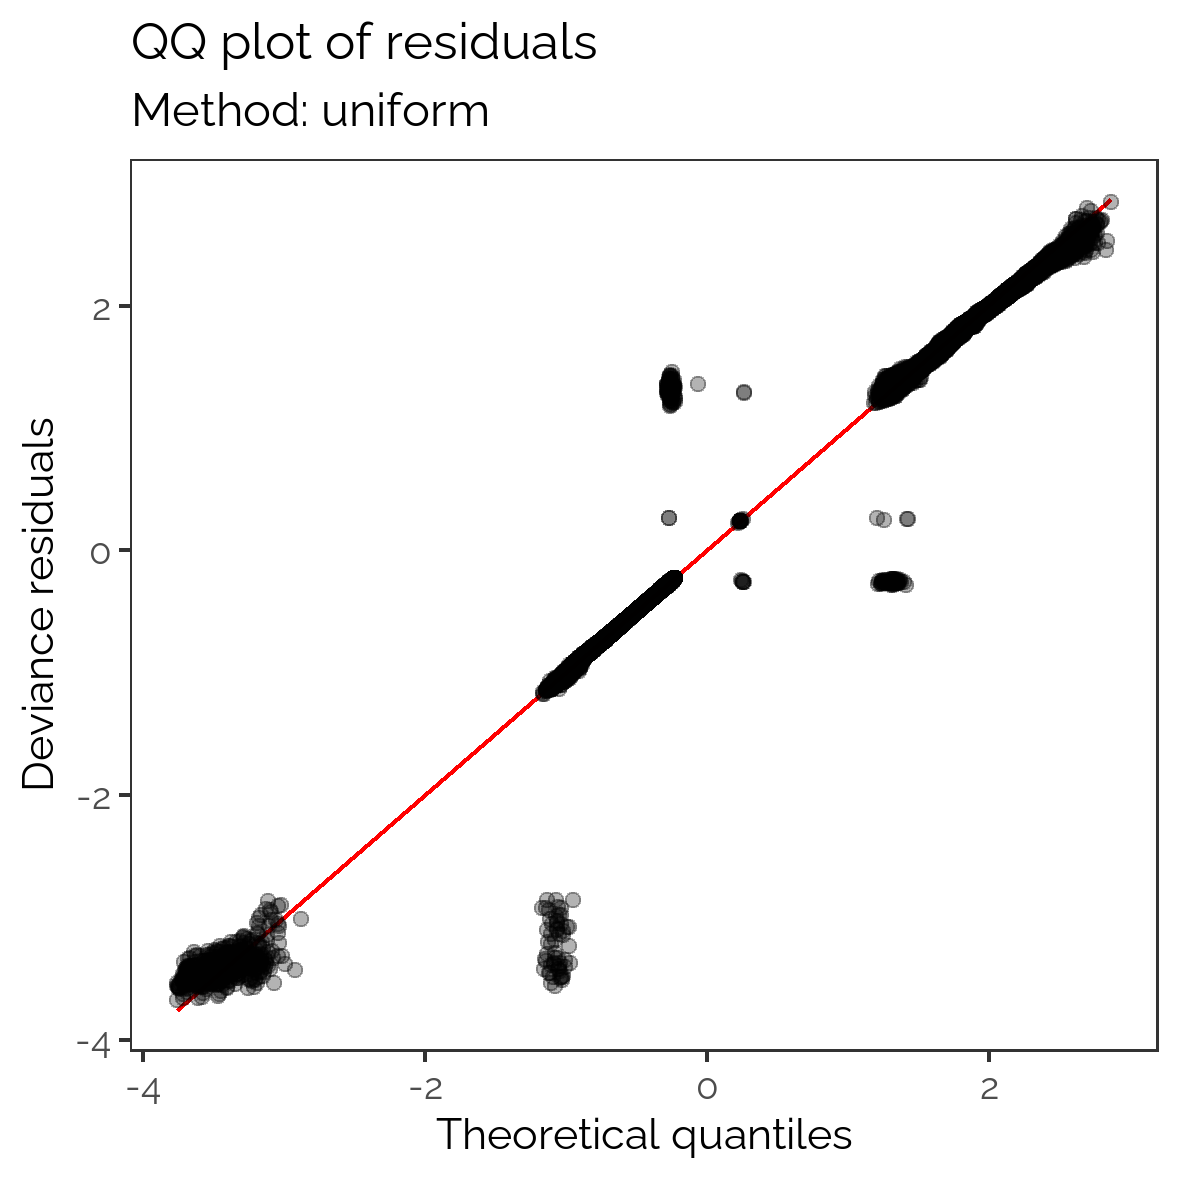 QQ plot of residuals
Method: uniform
Deviance residuals
2
0
-2
-4
-4 -2 0 2
Theoretical quantiles